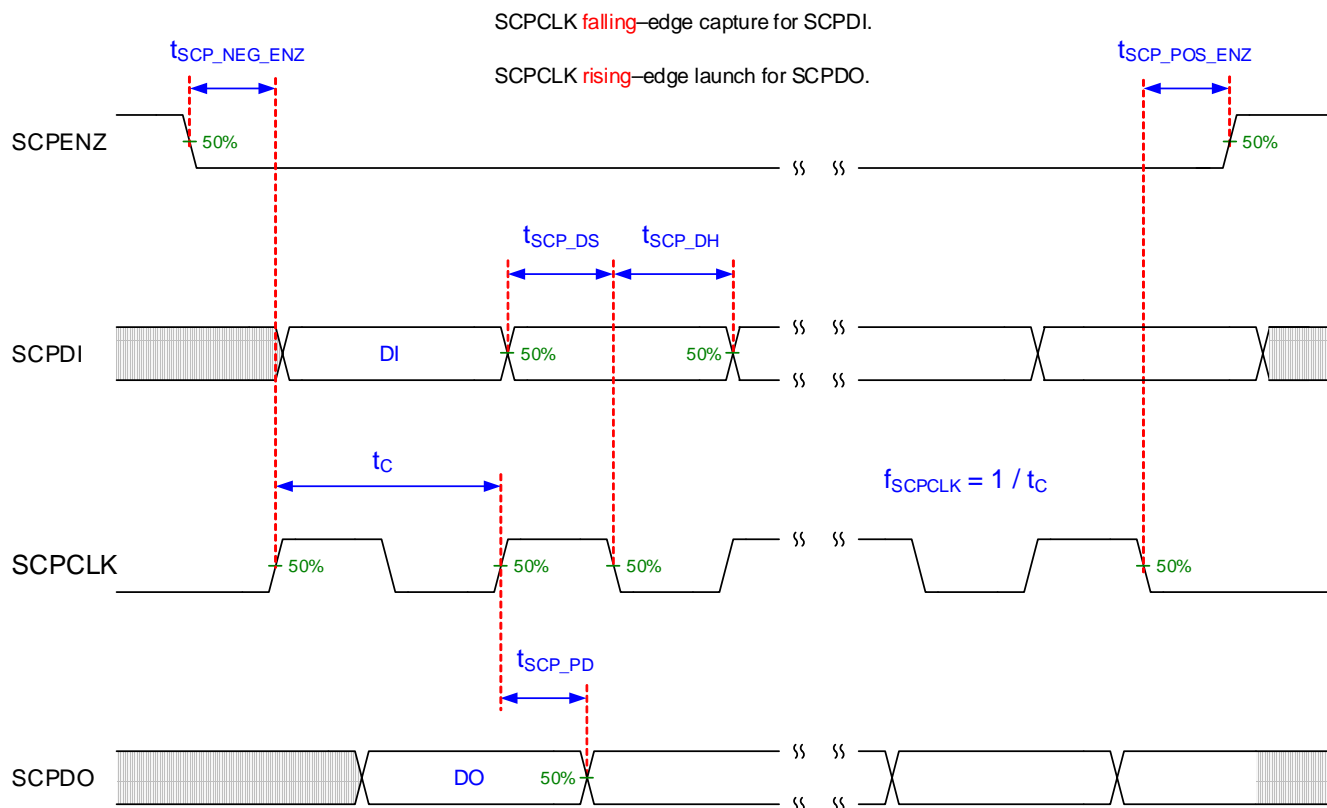 SCPCLK falling–edge capture for SCPDI.
SCPCLK rising–edge launch for SCPDO.
tSCP_NEG_ENZ
tSCP_POS_ENZ
SCPENZ
50%
50%
tSCP_DS
tSCP_DH
SCPDI
DI
50%
50%
tC
fSCPCLK = 1 / tC
SCPCLK
50%
50%
50%
50%
tSCP_PD
SCPDO
DO
50%